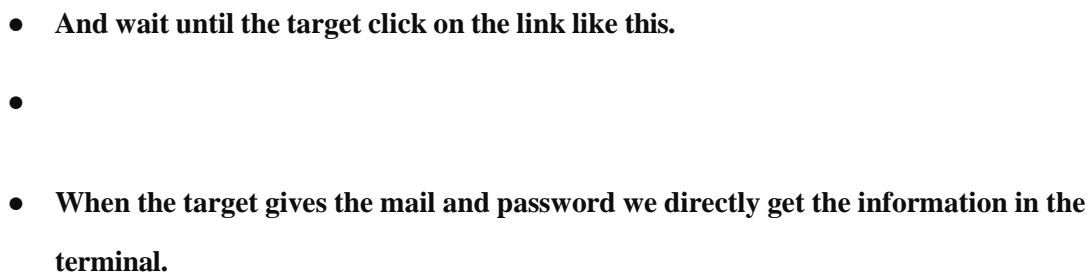 ● And wait until the target click on the link like this.
●
● When the target gives the mail and password we directly get the information in the
terminal.